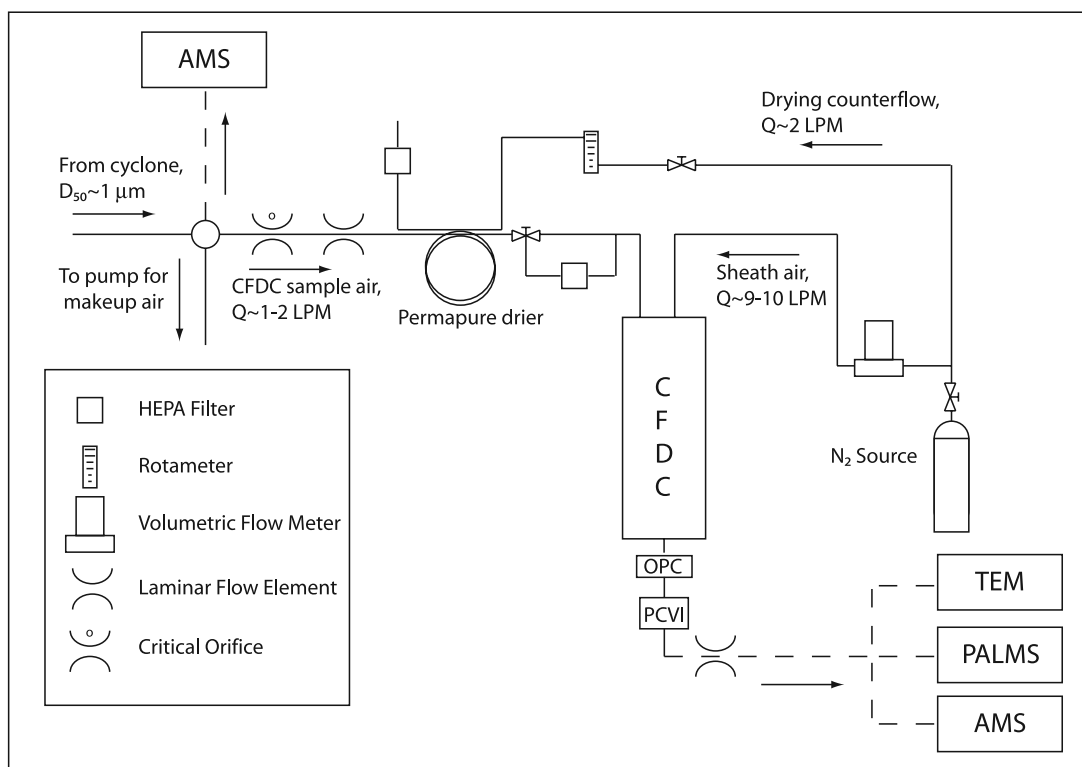 AMS
Drying counterflow,
Q~2 LPM
From cyclone,
D₅₀~1 μm
o
To pump for
makeup air
CFDC sample air,
Q~1-2 LPM
Permapure drier
Sheath air,
Q~9-10 LPM
C
F
D
C
N₂ Source
HEPA Filter
Rotameter
Volumetric Flow Meter
Laminar Flow Element
o
Critical Orifice
OPC
PCVI
TEM
PALMS
AMS